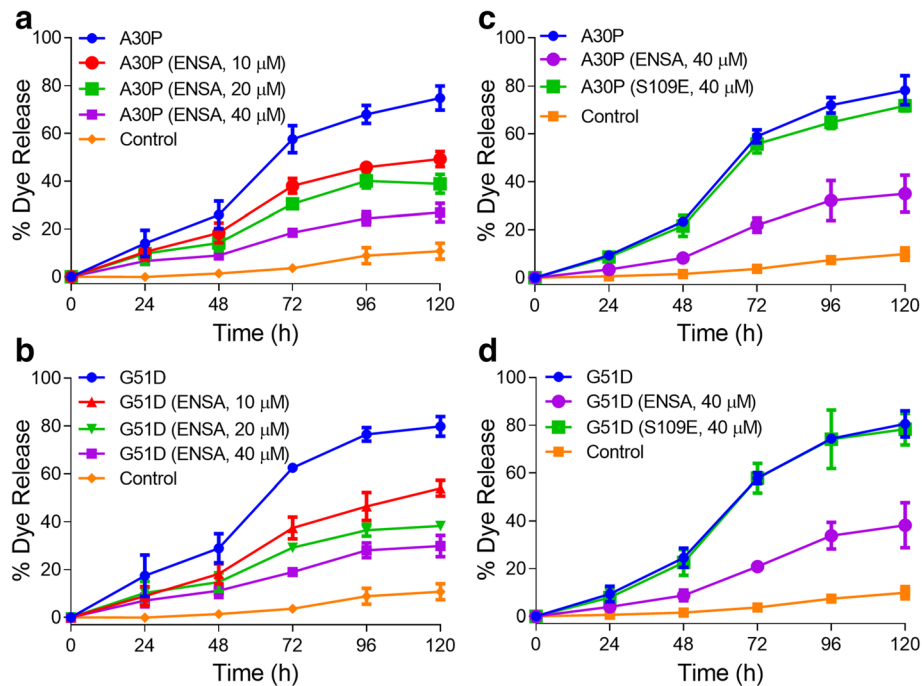 a
100
80
60
40
20
0
% Dye Release
A30P
A30P (ENSA, 10 μM)
A30P (ENSA, 20 μM)
A30P (ENSA, 40 μM)
Control
0 24 48 72 96 120
Time (h)
c
100
80
60
40
20
0
% Dye Release
A30P
A30P (ENSA, 40 μM)
A30P (S109E, 40 μM)
Control
0 24 48 72 96 120
Time (h)
b
100
80
60
40
20
0
% Dye Release
G51D
G51D (ENSA, 10 μM)
G51D (ENSA, 20 μM)
G51D (ENSA, 40 μM)
Control
0 24 48 72 96 120
Time (h)
d
100
80
60
40
20
0
% Dye Release
G51D
G51D (ENSA, 40 μM)
G51D (S109E, 40 μM)
Control
0 24 48 72 96 120
Time (h)